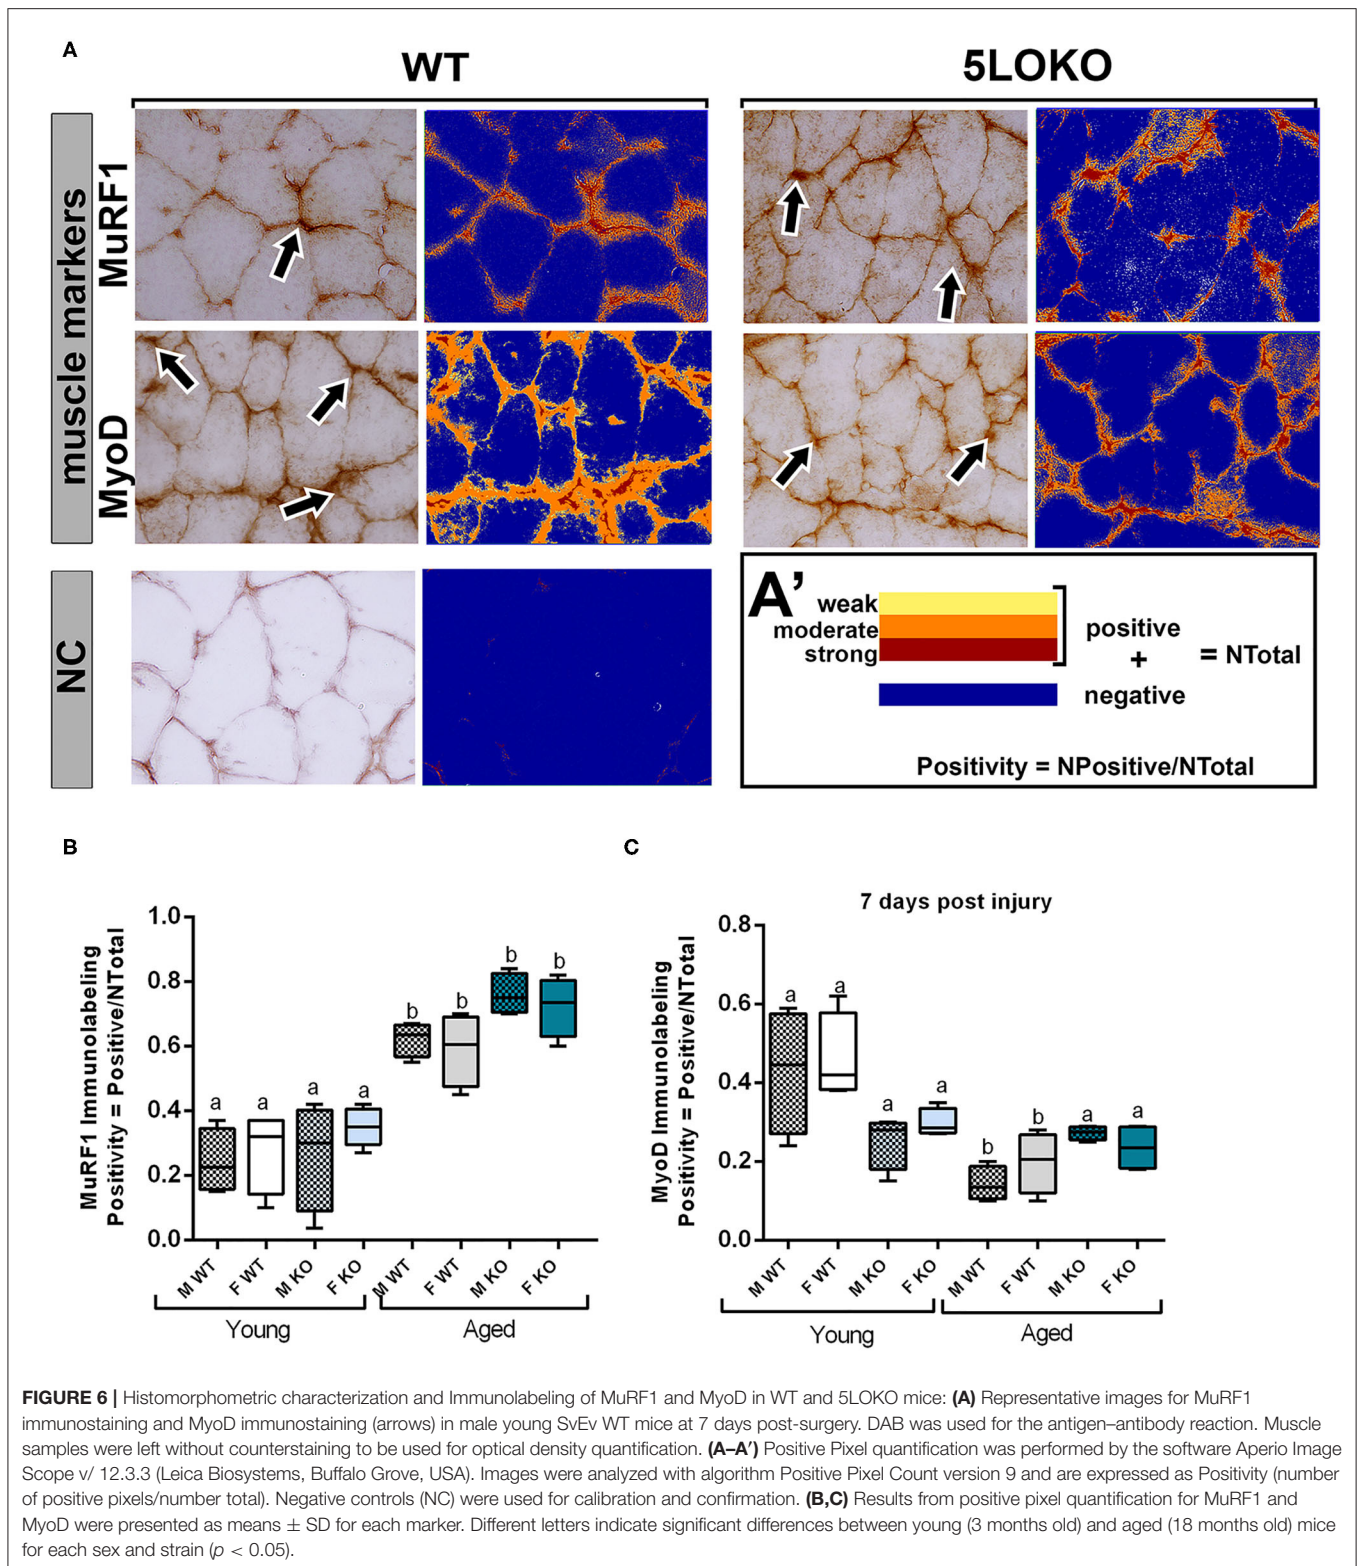 A
WT
5LOKO
muscle markers
MuRF1
MyoD
NC
A’
weak
moderate
strong
positive
+
= NTotal
negative
Positivity = NPositive/NTotal
B
MuRF1 Immunolabeling
Positivity = Positive/NTotal
1.0
0.8
0.6
0.4
0.2
0.0
a
a
a
a
b
b
b
b
M WT
F WT
M KO
F KO
M WT
F WT
M KO
F KO
Young
Aged
C
7 days post injury
MyoD Immunolabeling
Positivity = Positive/NTotal
0.8
0.6
0.4
0.2
0.0
a
a
a
a
b
b
a
a
M WT
F WT
M KO
F KO
M WT
F WT
M KO
F KO
Young
Aged
FIGURE 6 | Histomorphometric characterization and Immunolabeling of MuRF1 and MyoD in WT and 5LOKO mice: (A) Representative images for MuRF1
immunostaining and MyoD immunostaining (arrows) in male young SvEv WT mice at 7 days post-surgery. DAB was used for the antigen–antibody reaction. Muscle
samples were left without counterstaining to be used for optical density quantification. (A–A′) Positive Pixel quantification was performed by the software Aperio Image
Scope v/ 12.3.3 (Leica Biosystems, Buffalo Grove, USA). Images were analyzed with algorithm Positive Pixel Count version 9 and are expressed as Positivity (number
of positive pixels/number total). Negative controls (NC) were used for calibration and confirmation. (B,C) Results from positive pixel quantification for MuRF1 and
MyoD were presented as means ± SD for each marker. Different letters indicate significant differences between young (3 months old) and aged (18 months old) mice
for each sex and strain (p < 0.05).